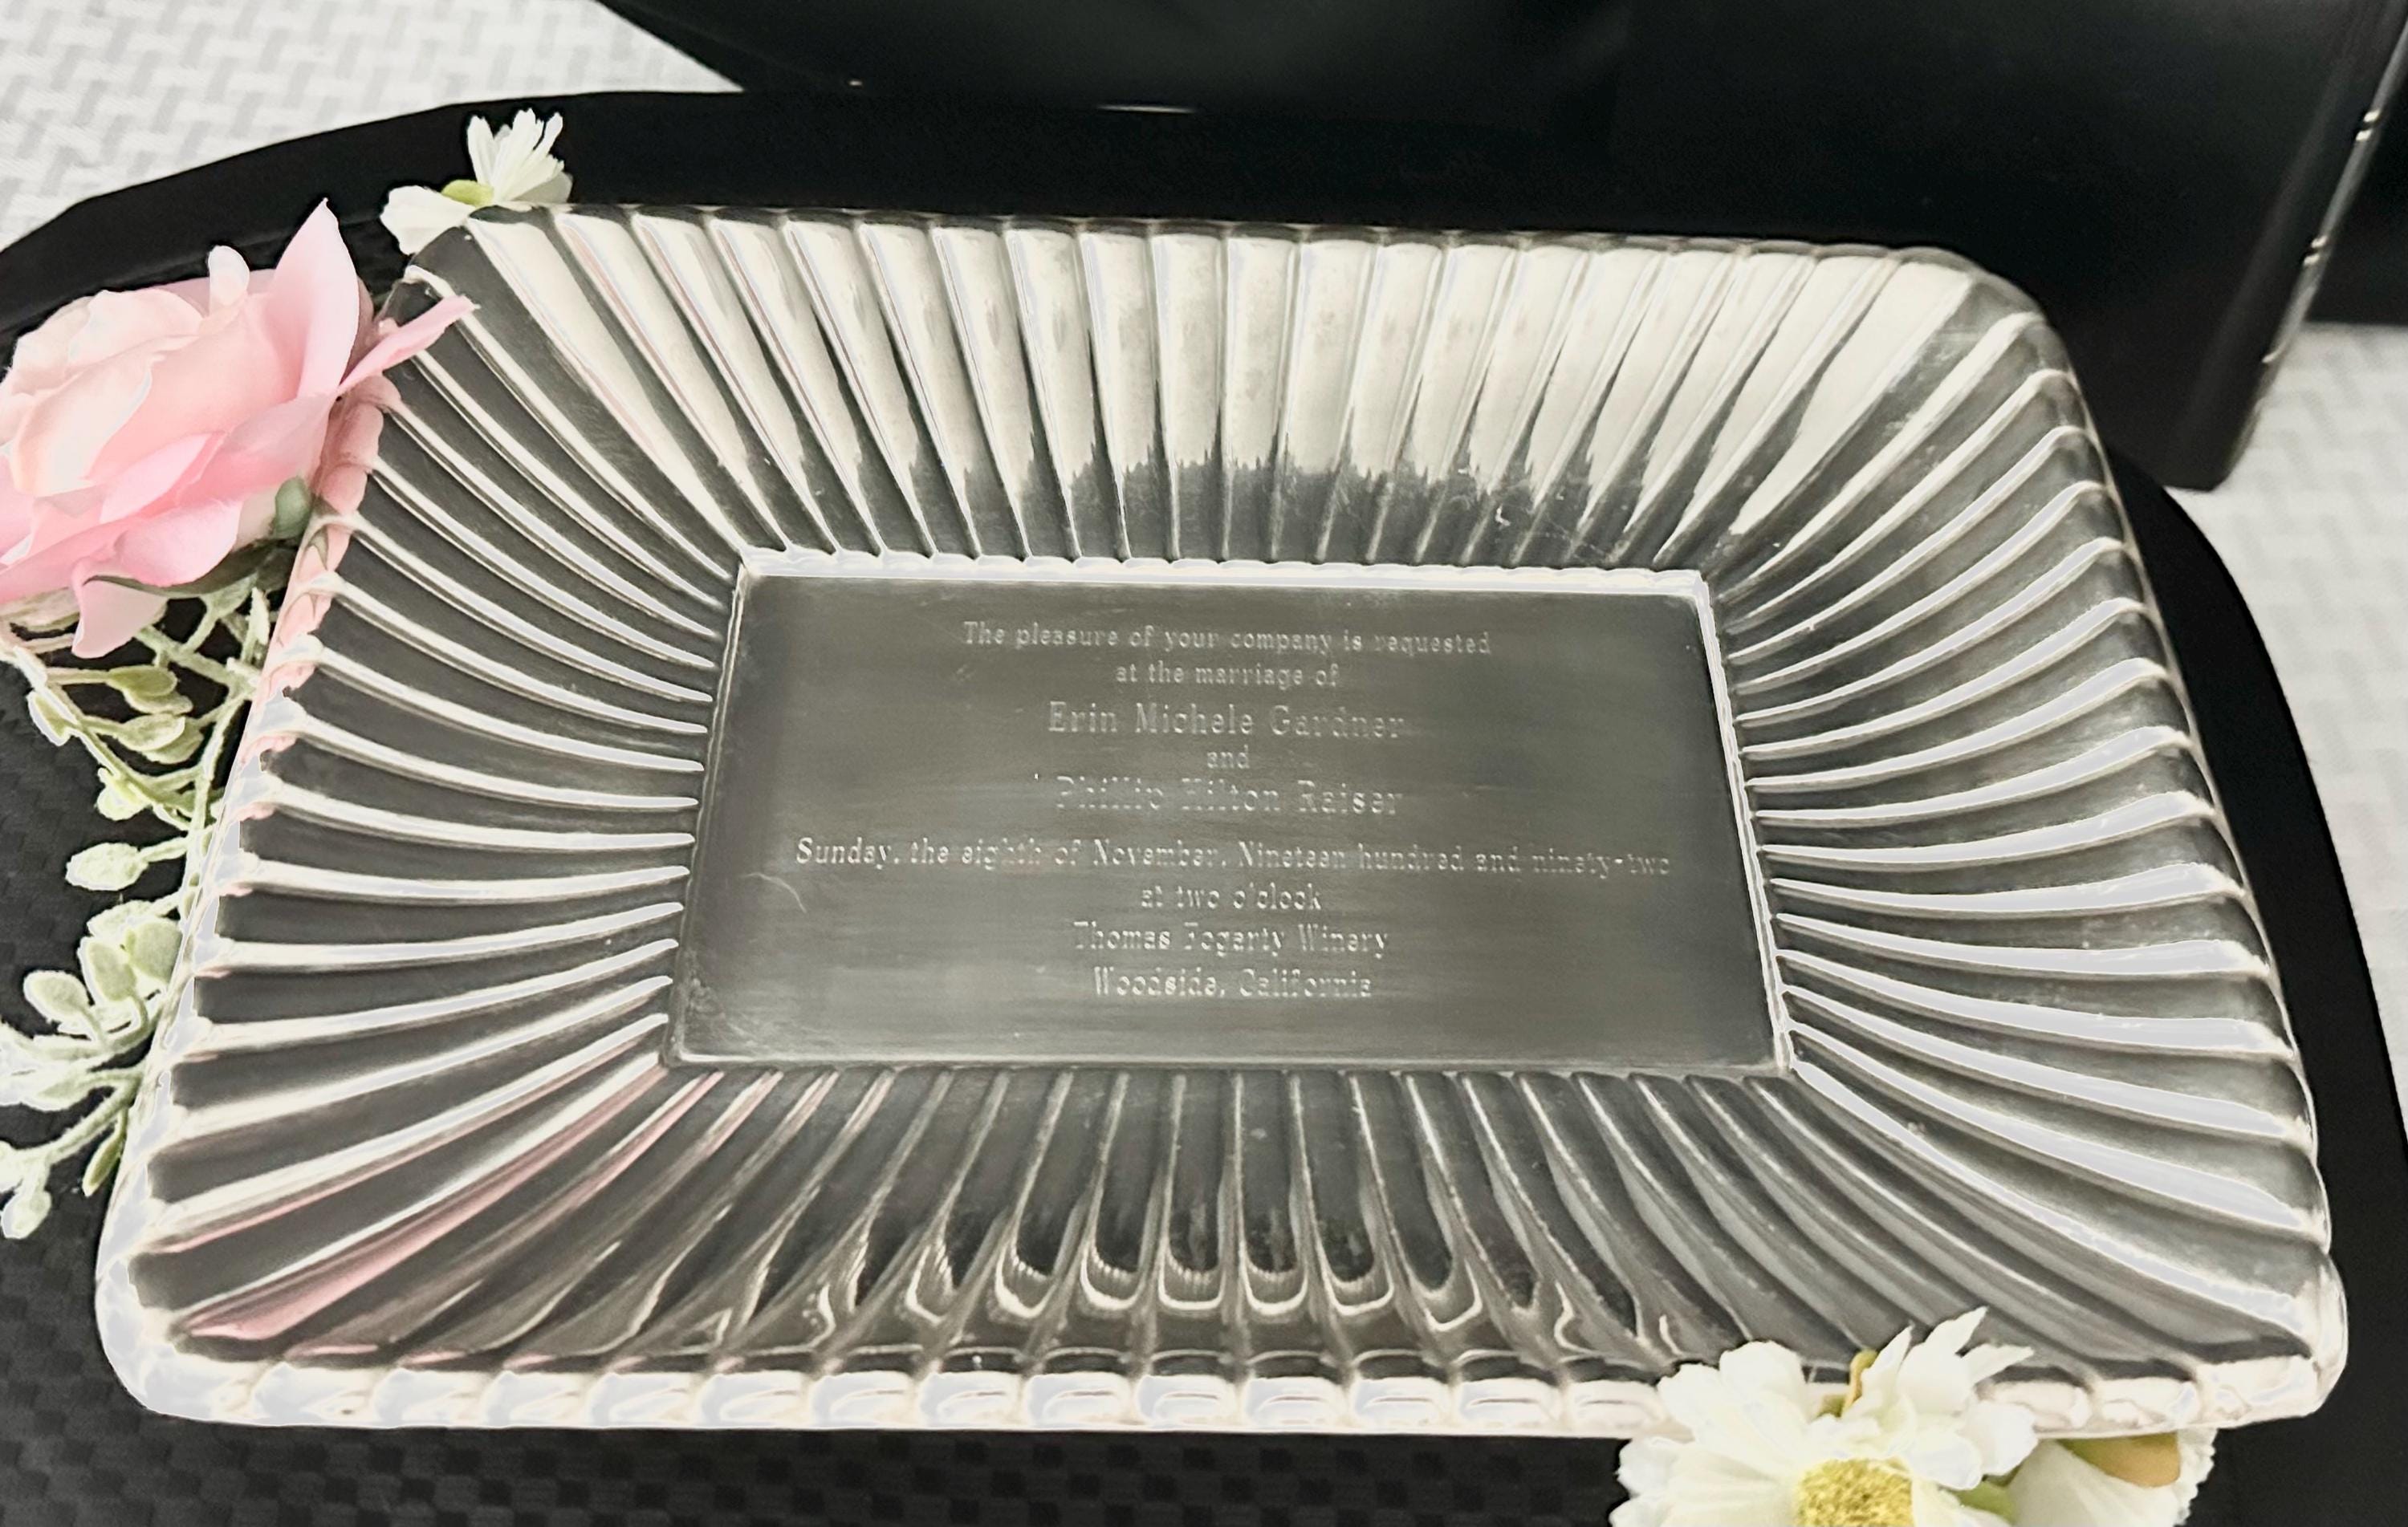 The pleasure of your company is requested
at the marriage of
Erin Michele Gardner
and
Phillip Hilton Raiser
Sunday, the eighth of November, Nineteen hundred and ninety-two
at two o'clock
Thomas Fogarty Winery
Woodside, California